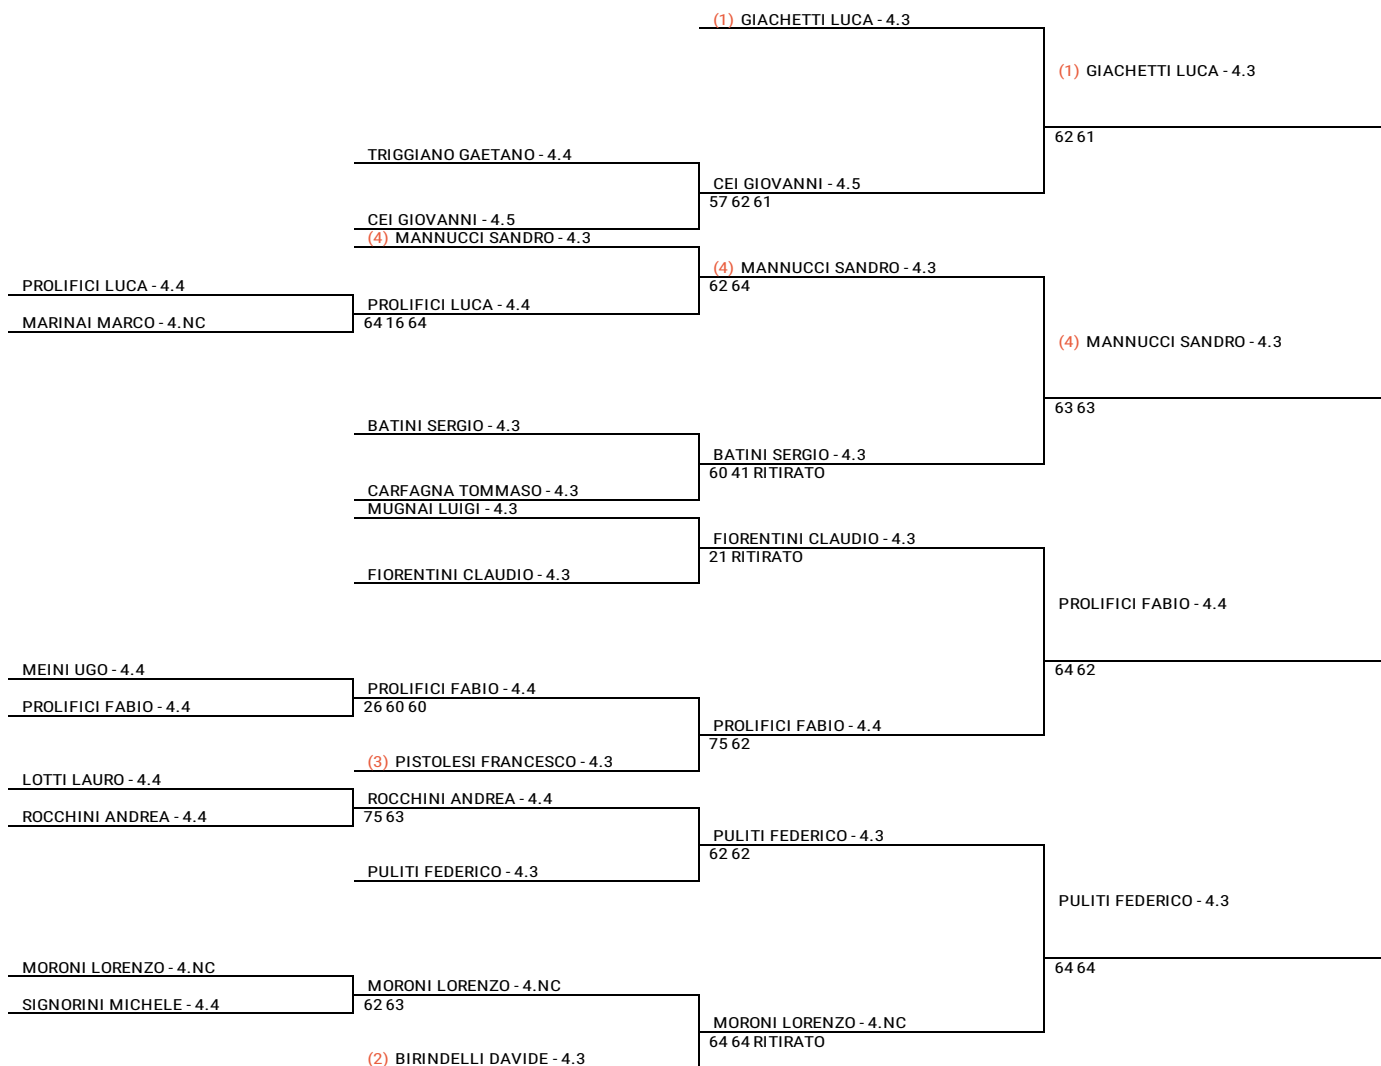 (1) GIACHETTI LUCA - 4.3
(1) GIACHETTI LUCA - 4.3
62 61
TRIGGIANO GAETANO - 4.4
CEI GIOVANNI - 4.5
57 62 61
CEI GIOVANNI - 4.5
(4) MANNUCCI SANDRO - 4.3
(4) MANNUCCI SANDRO - 4.3
62 64
PROLIFICI LUCA - 4.4
PROLIFICI LUCA - 4.4
64 16 64
MARINAI MARCO - 4.NC
(4) MANNUCCI SANDRO - 4.3
63 63
BATINI SERGIO - 4.3
BATINI SERGIO - 4.3
60 41 RITIRATO
CARFAGNA TOMMASO - 4.3
MUGNAI LUIGI - 4.3
FIORENTINI CLAUDIO - 4.3
21 RITIRATO
FIORENTINI CLAUDIO - 4.3
PROLIFICI FABIO - 4.4
64 62
MEINI UGO - 4.4
PROLIFICI FABIO - 4.4
26 60 60
PROLIFICI FABIO - 4.4
PROLIFICI FABIO - 4.4
75 62
(3) PISTOLESI FRANCESCO - 4.3
LOTTI LAURO - 4.4
ROCCHINI ANDREA - 4.4
75 63
ROCCHINI ANDREA - 4.4
PULITI FEDERICO - 4.3
62 62
PULITI FEDERICO - 4.3
PULITI FEDERICO - 4.3
64 64
MORONI LORENZO - 4.NC
MORONI LORENZO - 4.NC
62 63
SIGNORINI MICHELE - 4.4
MORONI LORENZO - 4.NC
64 64 RITIRATO
(2) BIRINDELLI DAVIDE - 4.3